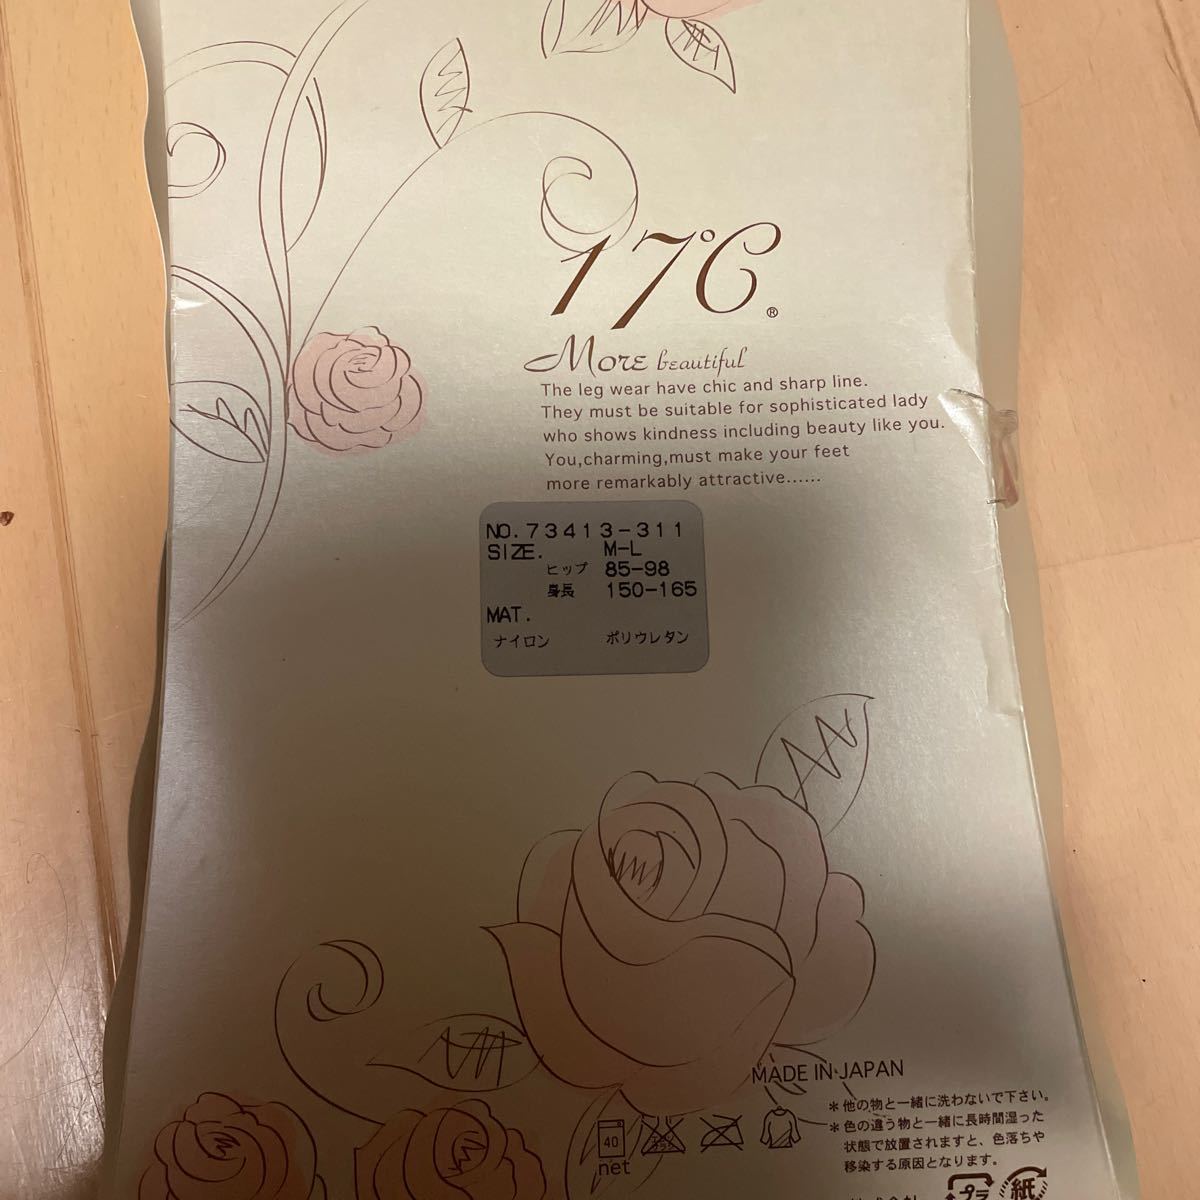 17℃®
More beautiful
The leg wear have chic and sharp line.
They must be suitable for sophisticated lady
who shows kindness including beauty like you.
You,charming,must make your feet
more remarkably attractive......
NO.73413-311
SIZE. M-L
ヒップ 85-98
身長 150-165
MAT.
ナイロン ポリウレタン
MADE IN JAPAN
＊他の物と一緒に洗わないで下さい。
＊色の違う物と一緒に長時間湿った
状態で放置されますと、色落ちや
移染する原因となります。
40
net
プラ 紙